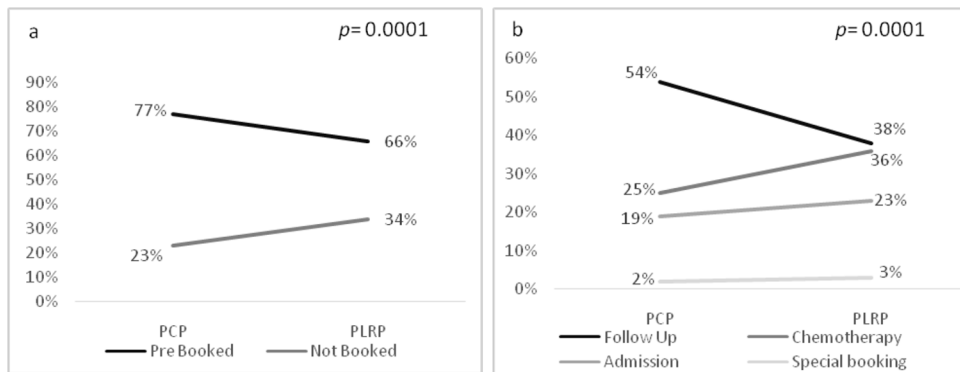 a
p= 0.0001
90%
80%
77%
70%
66%
60%
50%
40%
34%
30%
23%
20%
10%
0%
PCP
PLRP
Pre Booked
Not Booked
b
p= 0.0001
60%
54%
50%
40%
38%
36%
30%
25%
23%
20%
19%
10%
3%
2%
0%
PCP
PLRP
Follow Up
Chemotherapy
Admission
Special booking